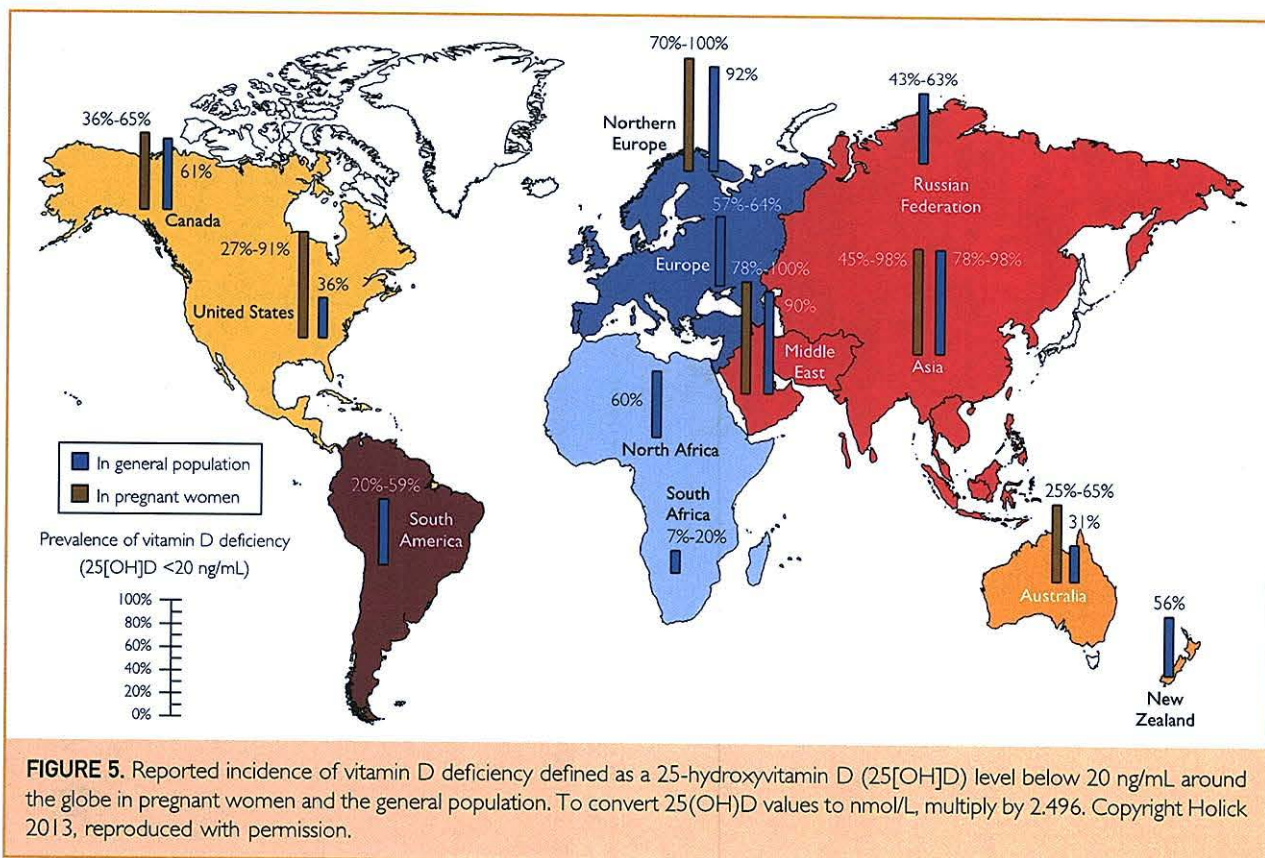 70%-100%
92%
43%-63%
36%-65%
61%
Canada
Northern
Europe
Russian
Federation
27%-91%
36%
United States
57%-64%
Europe
78%-100%
90%
Middle
East
45%-98%
78%-98%
Asia
60%
North Africa
In general population
In pregnant women
20%-59%
South
America
South
Africa
7%-20%
25%-65%
31%
Australia
56%
New
Zealand
Prevalence of vitamin D deficiency
(25[OH]D <20 ng/mL)
100%
80%
60%
40%
20%
0%
FIGURE 5. Reported incidence of vitamin D deficiency defined as a 25-hydroxyvitamin D (25[OH]D) level below 20 ng/mL around
the globe in pregnant women and the general population. To convert 25(OH)D values to nmol/L, multiply by 2.496. Copyright Holick
2013, reproduced with permission.